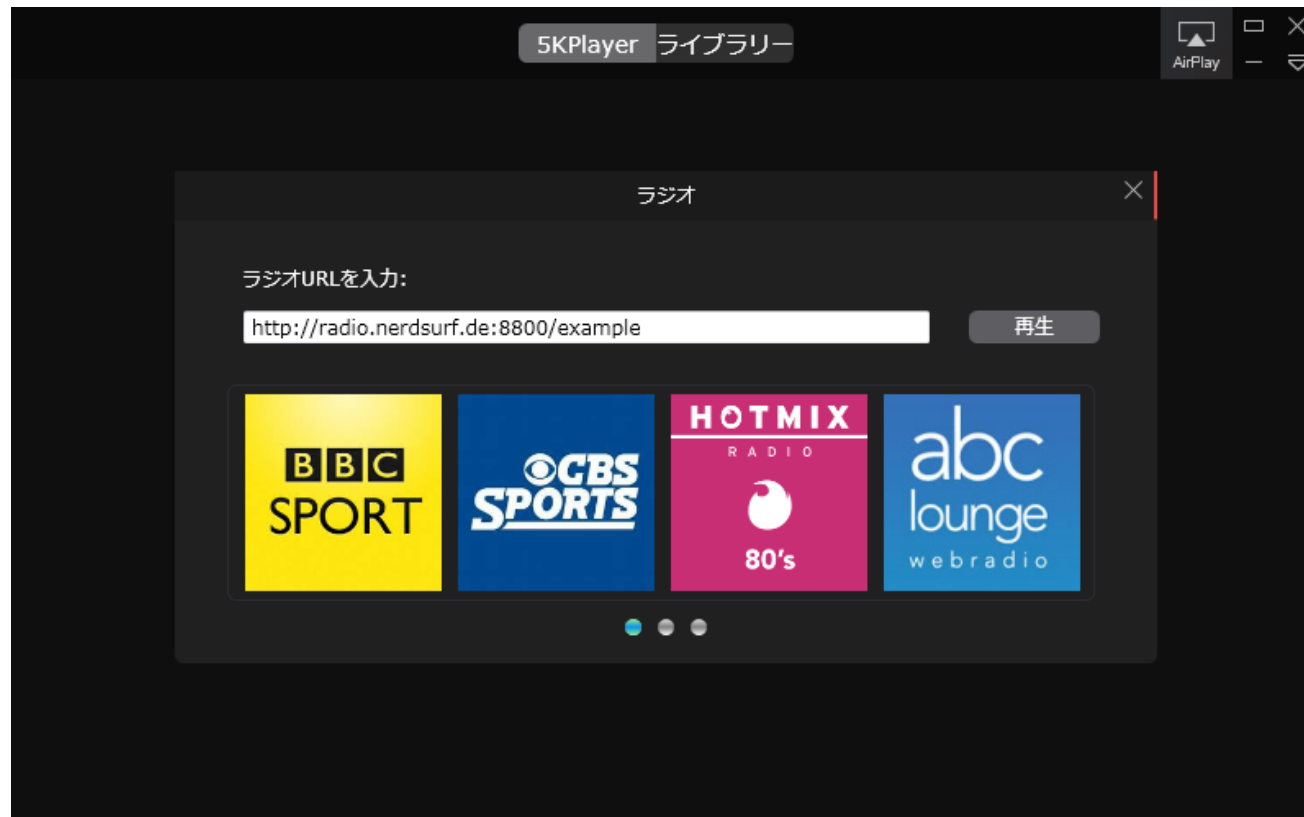 5KPlayer ライブラリー
AirPlay
ラジオ
ラジオURLを入力:
http://radio.nerdsurf.de:8800/example
再生
BBC
SPORT
CBS
SPORTS
HOTMIX
RADIO
80's
abc
lounge
webradio